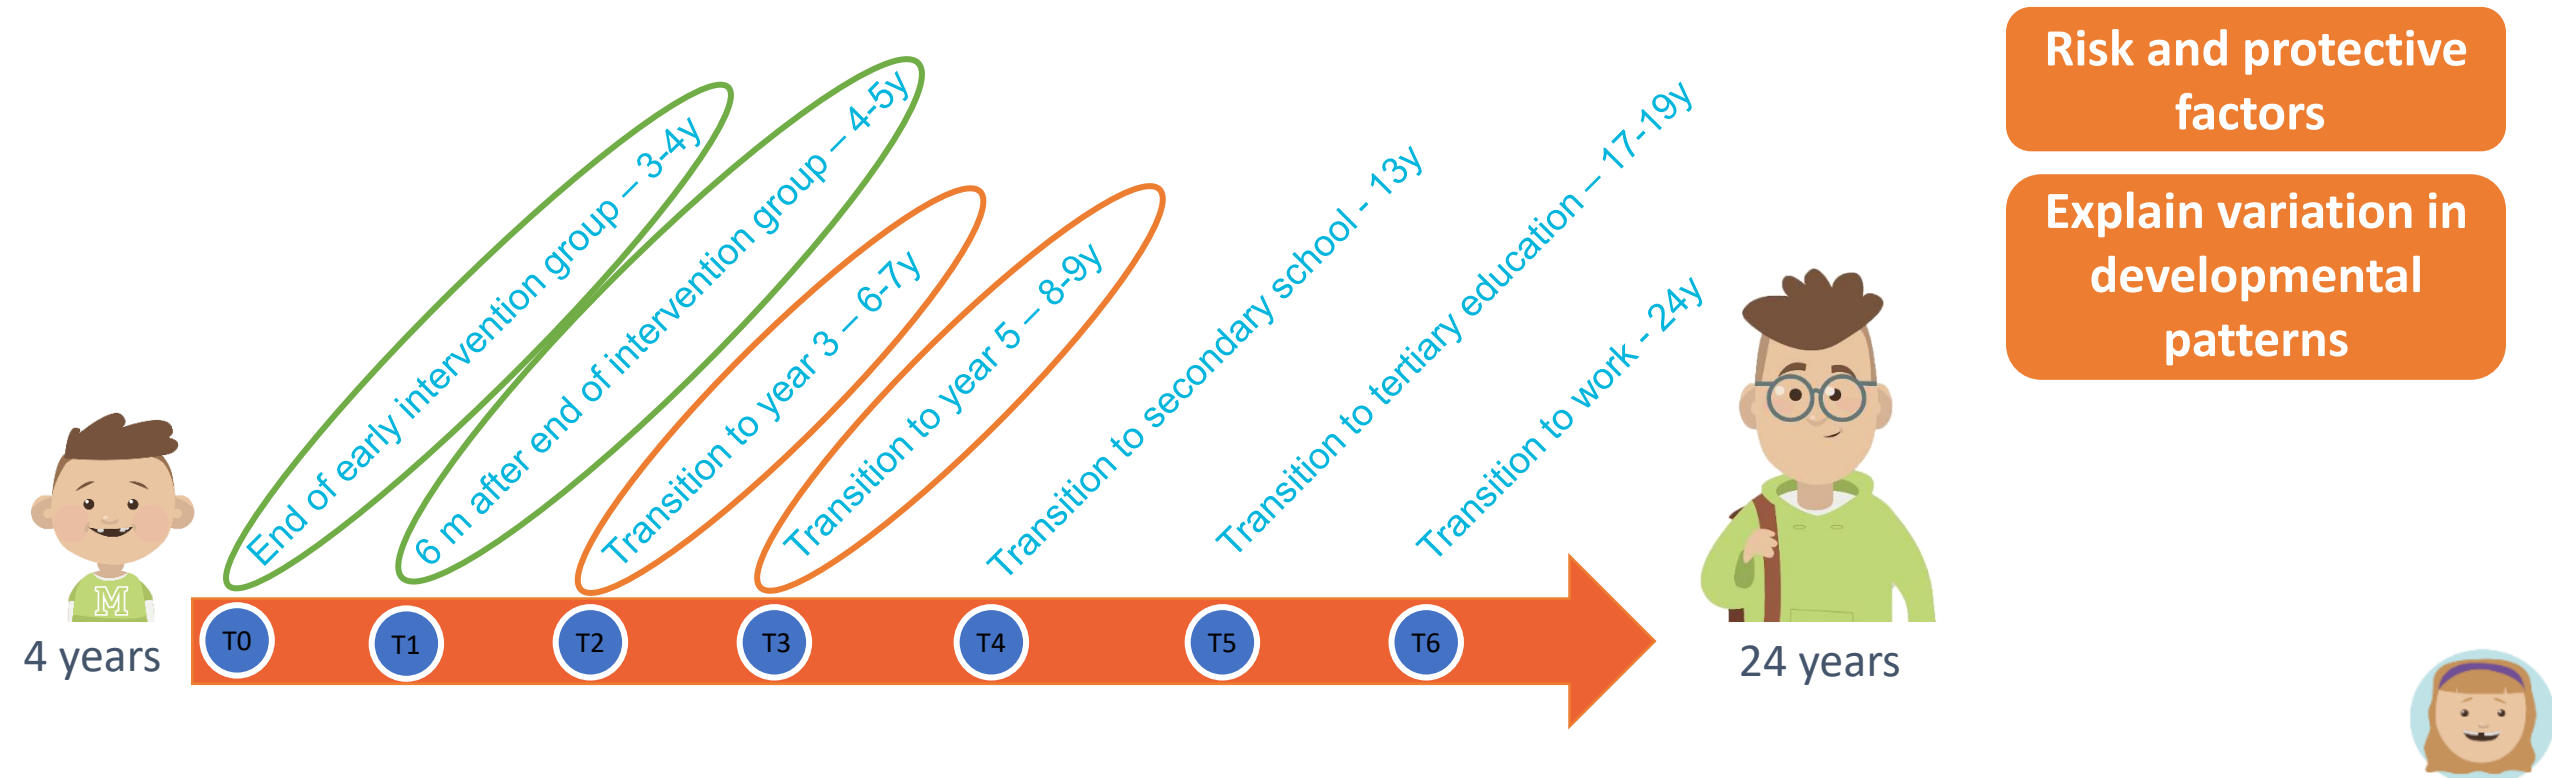 End of early intervention group – 3-4y
6 m after end of intervention group – 4-5y
Transition to year 3 – 6-7y
Transition to year 5 – 8-9y
Transition to secondary school - 13y
Transition to tertiary education – 17-19y
Transition to work - 24y
Risk and protective
factors
Explain variation in
developmental
patterns
M
4 years
T0
T1
T2
T3
T4
T5
T6
24 years